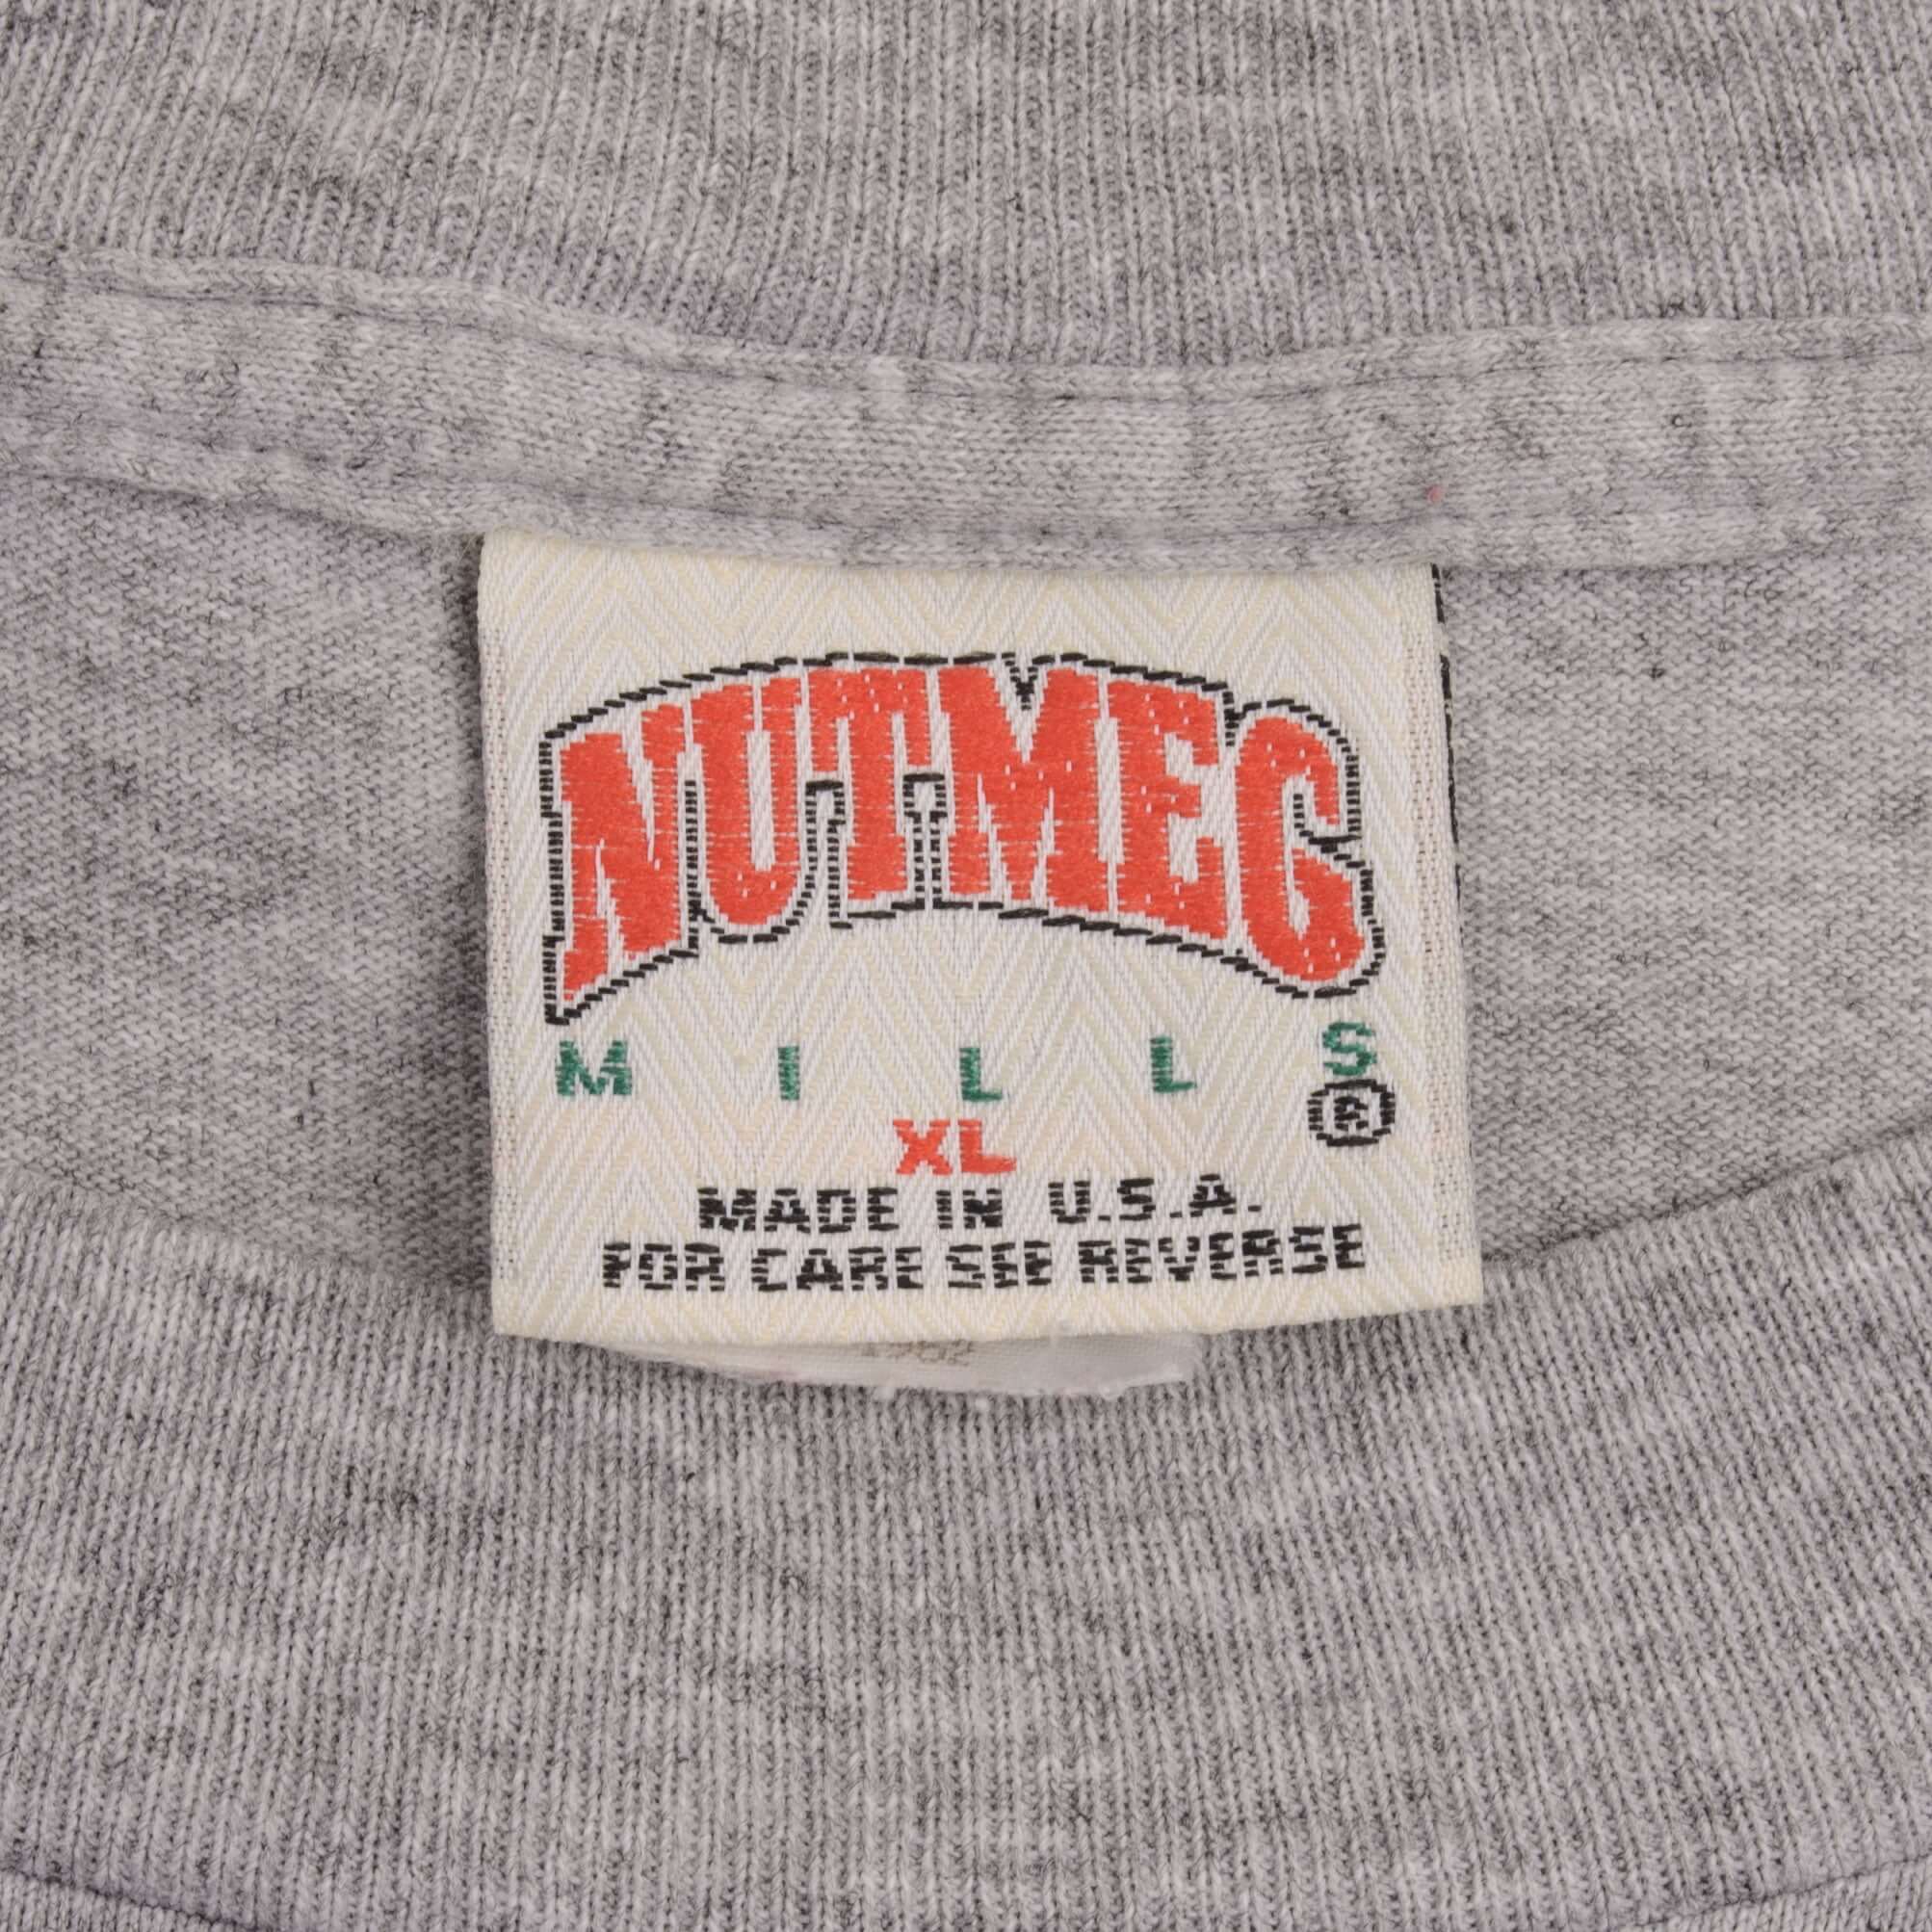 NUTMEG
MILLS
®
XL
MADE IN U.S.A.
FOR CARE SEE REVERSE